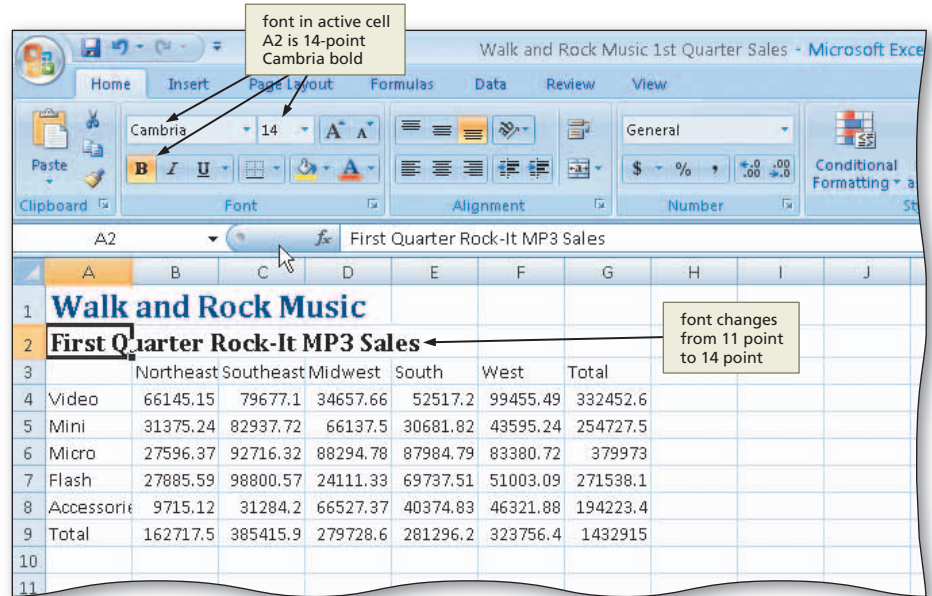 font in active cell
A2 is 14-point
Cambria bold
Walk and Rock Music 1st Quarter Sales - Microsoft Exce
Home Insert Page Layout Formulas Data Review View
Cambria 14 A A General
Paste B I U A $ % , .0 .00 .00 .0 Conditional
Formatting a
Clipboard Font Alignment Number St
A2 fx First Quarter Rock-It MP3 Sales
A B C D E F G H I J
1 Walk and Rock Music
2 First Quarter Rock-It MP3 Sales
font changes
from 11 point
to 14 point
3 Northeast Southeast Midwest South West Total
4 Video 66145.15 79677.1 34657.66 52517.2 99455.49 332452.6
5 Mini 31375.24 82937.72 66137.5 30681.82 43595.24 254727.5
6 Micro 27596.37 92716.32 88294.78 87984.79 83380.72 379973
7 Flash 27885.59 98800.57 24111.33 69737.51 51003.09 271538.1
8 Accessorie 9715.12 31284.2 66527.37 40374.83 46321.88 194223.4
9 Total 162717.5 385415.9 279728.6 281296.2 323756.4 1432915
10
11